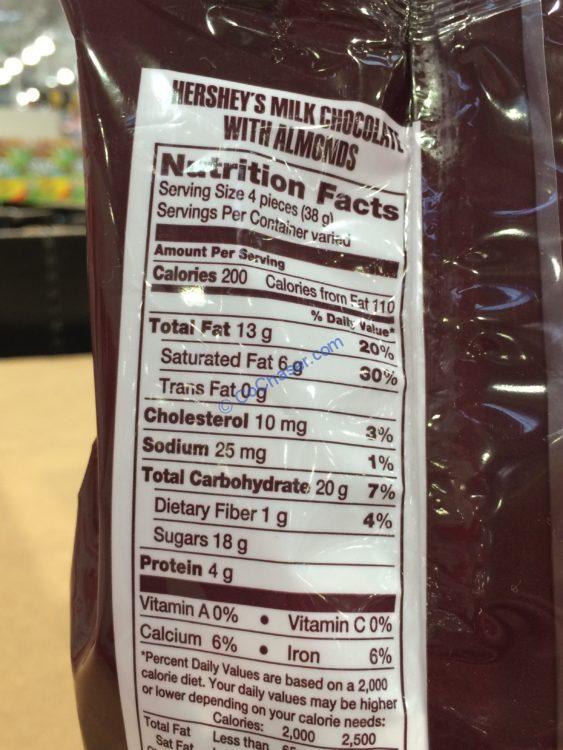 HERSHEY'S MILK CHOCOLATE
WITH ALMONDS
Nutrition Facts
Serving Size 4 pieces (38 g)
Servings Per Container varied
Amount Per Serving
Calories 200 Calories from Fat 110
% Daily Value*
Total Fat 13 g 20%
Saturated Fat 6 g 30%
Trans Fat 0 g
Cholesterol 10 mg 3%
Sodium 25 mg 1%
Total Carbohydrate 20 g 7%
Dietary Fiber 1 g 4%
Sugars 18 g
Protein 4 g
Vitamin A 0% • Vitamin C 0%
Calcium 6% • Iron 6%
*Percent Daily Values are based on a 2,000
calorie diet. Your daily values may be higher
or lower depending on your calorie needs:
Calories: 2,000 2,500
Total Fat Less than
Sat Fat
© CoChaser.com